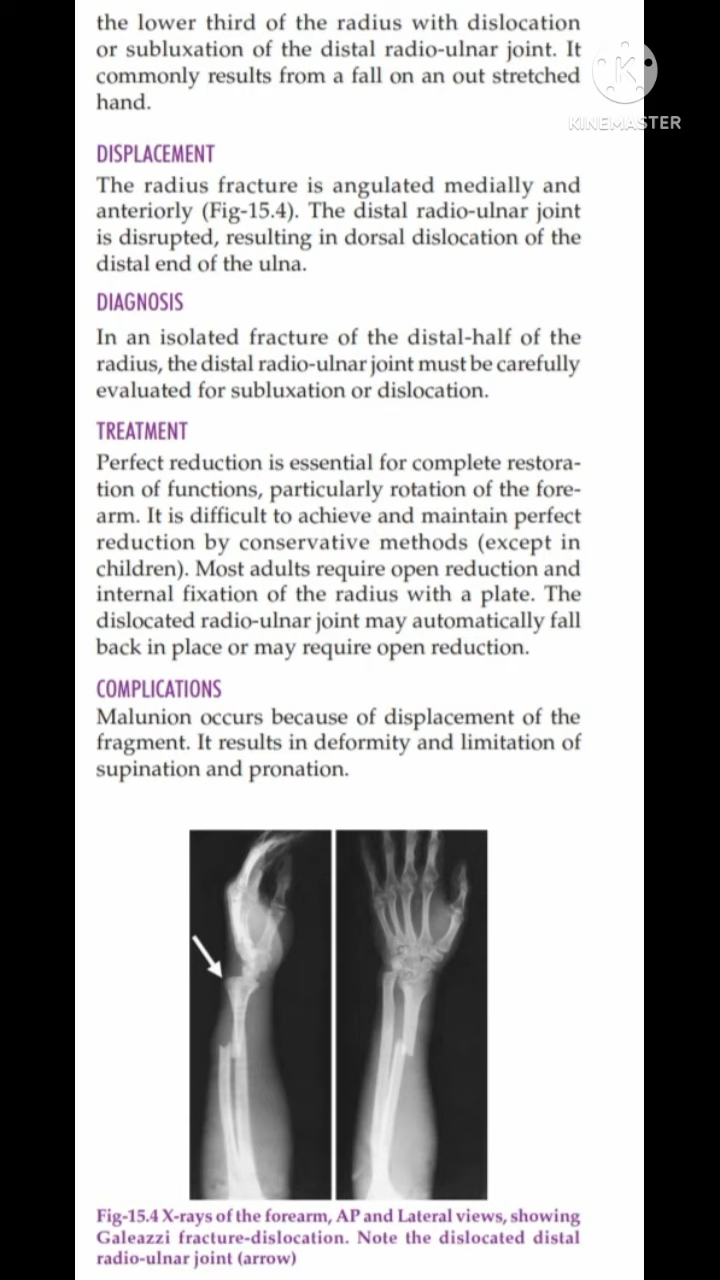 the lower third of the radius with dislocation
or subluxation of the distal radio-ulnar joint. It
commonly results from a fall on an out stretched
hand.
K
KINEMASTER
DISPLACEMENT
The radius fracture is angulated medially and
anteriorly (Fig-15.4). The distal radio-ulnar joint
is disrupted, resulting in dorsal dislocation of the
distal end of the ulna.
DIAGNOSIS
In an isolated fracture of the distal-half of the
radius, the distal radio-ulnar joint must be carefully
evaluated for subluxation or dislocation.
TREATMENT
Perfect reduction is essential for complete restora-
tion of functions, particularly rotation of the fore-
arm. It is difficult to achieve and maintain perfect
reduction by conservative methods (except in
children). Most adults require open reduction and
internal fixation of the radius with a plate. The
dislocated radio-ulnar joint may automatically fall
back in place or may require open reduction.
COMPLICATIONS
Malunion occurs because of displacement of the
fragment. It results in deformity and limitation of
supination and pronation.
Fig-15.4 X-rays of the forearm, AP and Lateral views, showing
Galeazzi fracture-dislocation. Note the dislocated distal
radio-ulnar joint (arrow)